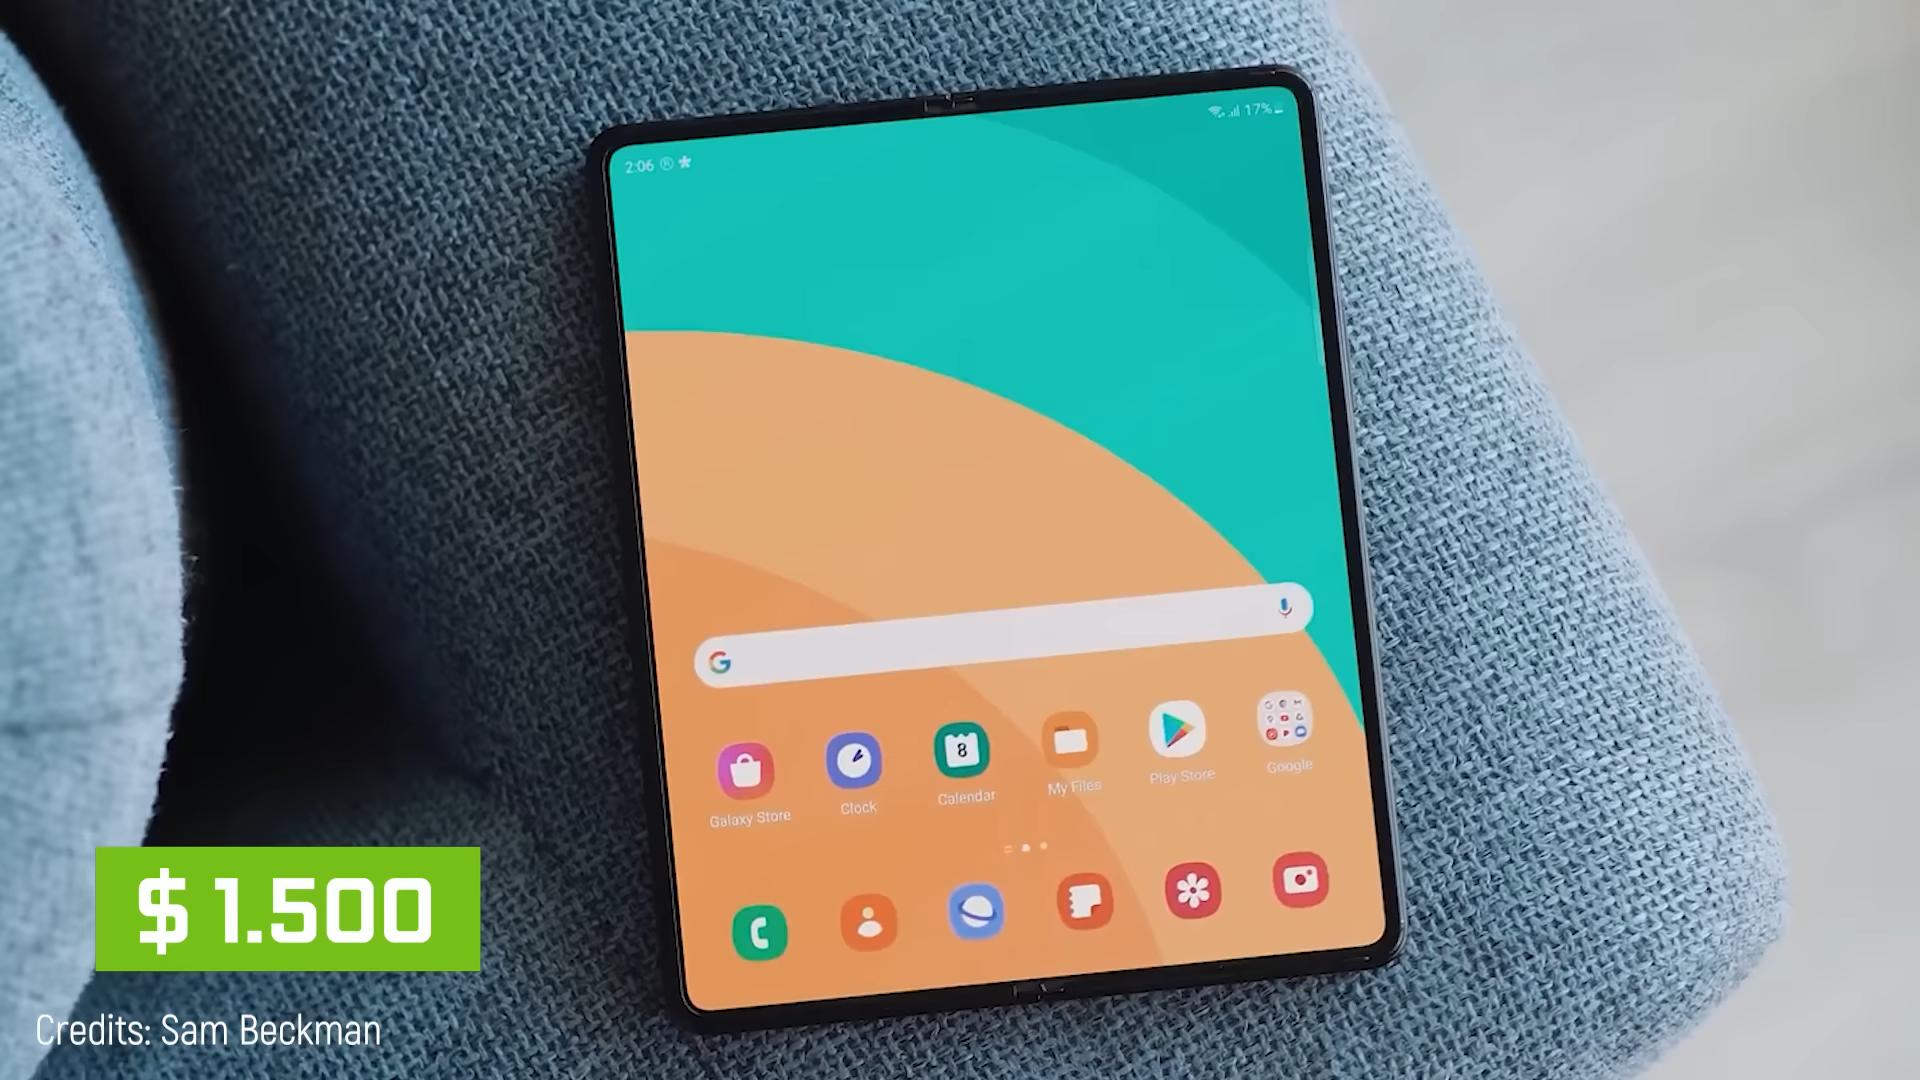 2:06
17%
G
Galaxy Store
Clock
8
Calendar
My Files
Play Store
Google
$ 1.500
Credits: Sam Beckman